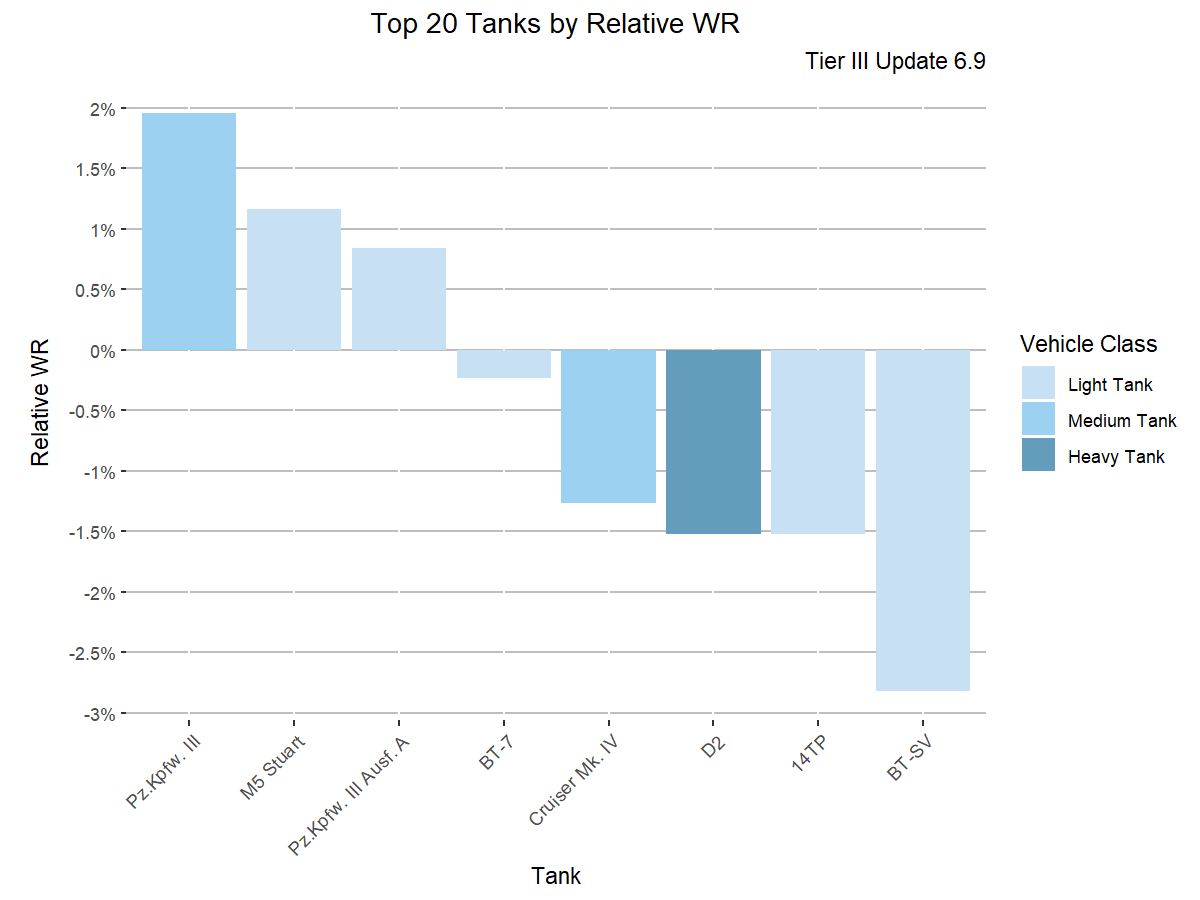 Top 20 Tanks by Relative WR
Tier III Update 6.9
2%
1.5%
1%
0.5%
0%
-0.5%
-1%
-1.5%
-2%
-2.5%
-3%
Relative WR
Pz.Kpfw. III
M5 Stuart
Pz.Kpfw. III Ausf. A
BT-7
Cruiser Mk. IV
D2
14TP
BT-SV
Tank
Vehicle Class
Light Tank
Medium Tank
Heavy Tank